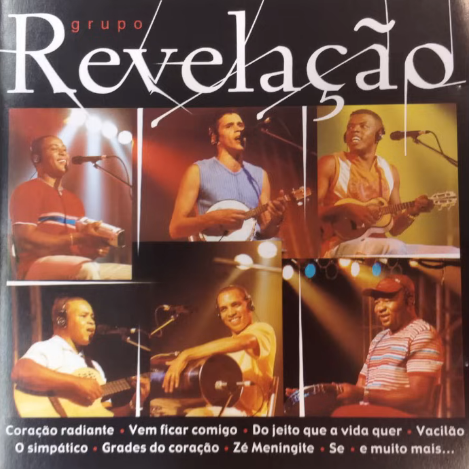 grupo
Revelação
Coração radiante • Vem ficar comigo • Do jeito que a vida quer • Vacilão
O simpático • Grades do coração • Zé Meningite • Se • e muito mais...